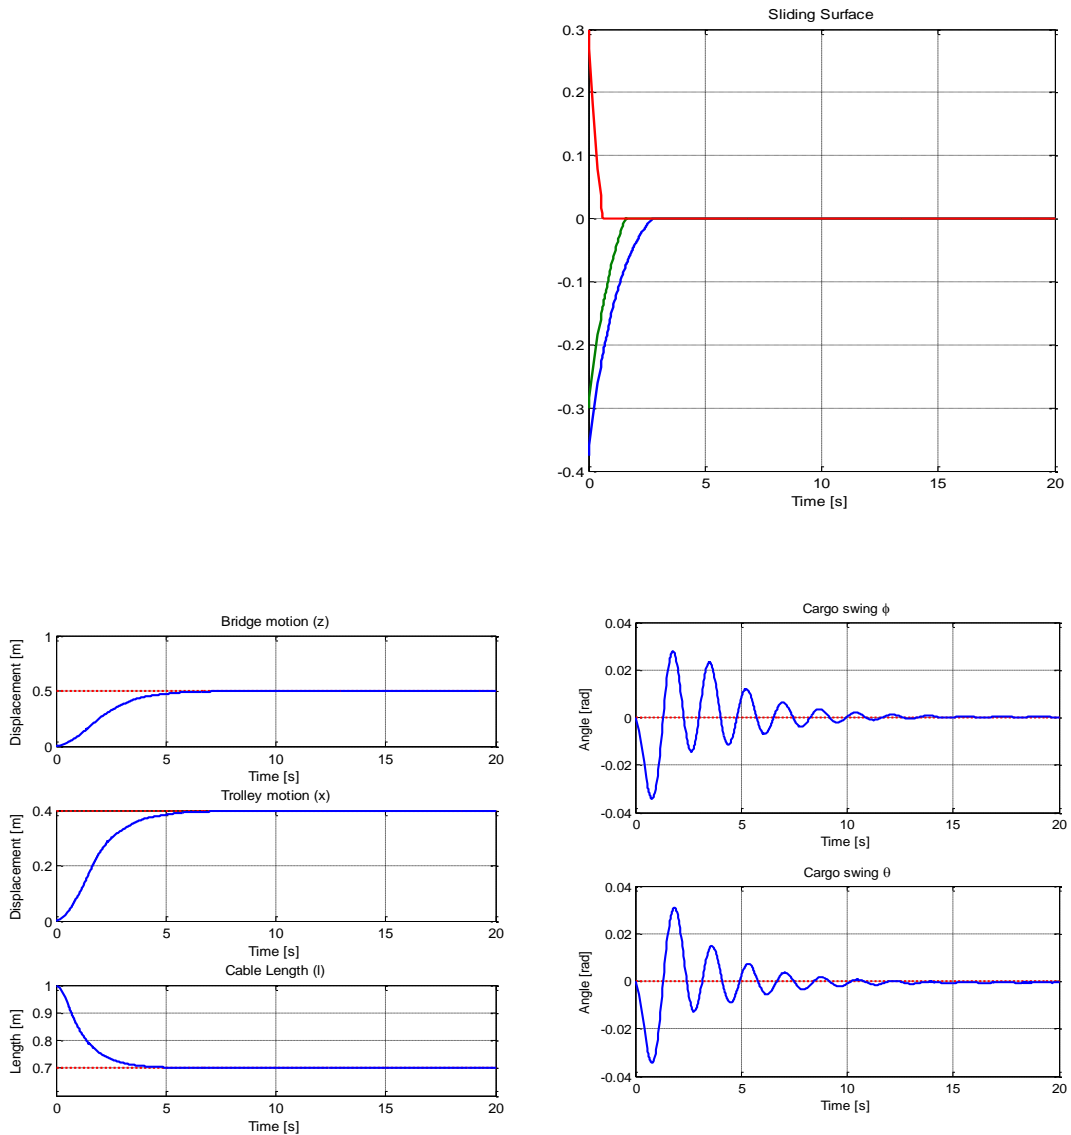 Sliding Surface
0.3
0.2
0.1
0
-0.1
-0.2
-0.3
-0.4
0 5 10 15 20
Time [s]
Bridge motion (z)
Displacement [m]
1
0.5
0
0 5 10 15 20
Time [s]
Trolley motion (x)
Displacement [m]
0.4
0.2
0
0 5 10 15 20
Time [s]
Cable Length (l)
Length [m]
1
0.9
0.8
0.7
0 5 10 15 20
Time [s]
Cargo swing ϕ
Angle [rad]
0.04
0.02
0
-0.02
-0.04
0 5 10 15 20
Time [s]
Cargo swing θ
Angle [rad]
0.04
0.02
0
-0.02
-0.04
0 5 10 15 20
Time [s]